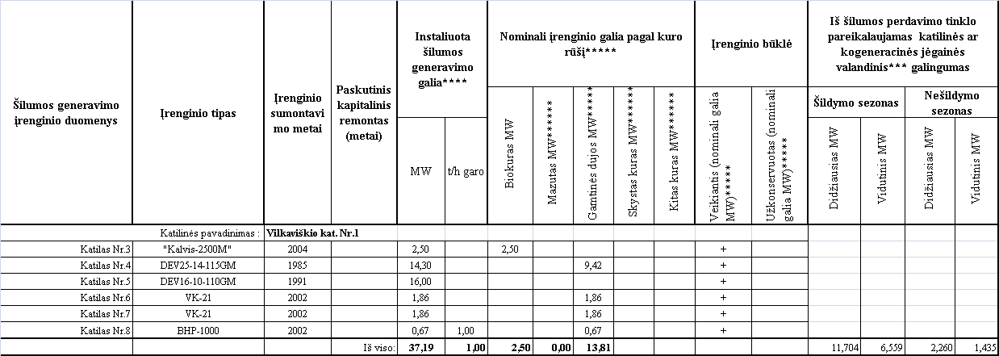 Šilumos generavimo
įrenginio duomenys
Įrenginio tipas
Įrenginio
sumontavi
mo metai
Paskutinis
kapitalinis
remontas
(metai)
Instaliuota
šilumos
generavimo
galia****
MW
t/h garo
Nominali įrenginio galia pagal kuro
rūšį*****
Biokuras MW
Mazutas MW******
Gamtinės dujos MW******
Skystas kuras MW******
Kitas kuras MW******
Įrenginio būklė
Veikiantis (nominali galia
MW)*****
Užkonservuotas (nominali
galia MW)*****
Iš šilumos perdavimo tinklo
pareikalaujamas katilinės ar
kogeneracinės jėgainės
valandinis*** galingumas
Šildymo sezonas
Nešildymo
sezonas
Didžiausias MW
Vidutinis MW
Didžiausias MW
Vidutinis MW
Katilinės pavadinimas : Vilkaviškio kat. Nr.1
Katilas Nr.3 "Kalvis-2500M" 2004 2,50 2,50 +
Katilas Nr.4 DEV25-14-115GM 1985 14,30 9,42 +
Katilas Nr.5 DEV16-10-110GM 1991 16,00 +
Katilas Nr.6 VK-21 2002 1,86 1,86 +
Katilas Nr.7 VK-21 2002 1,86 1,86 +
Katilas Nr.8 BHP-1000 2002 0,67 1,00 0,67 +
Iš viso: 37,19 1,00 2,50 0,00 13,81 11,704 6,559 2,260 1,435